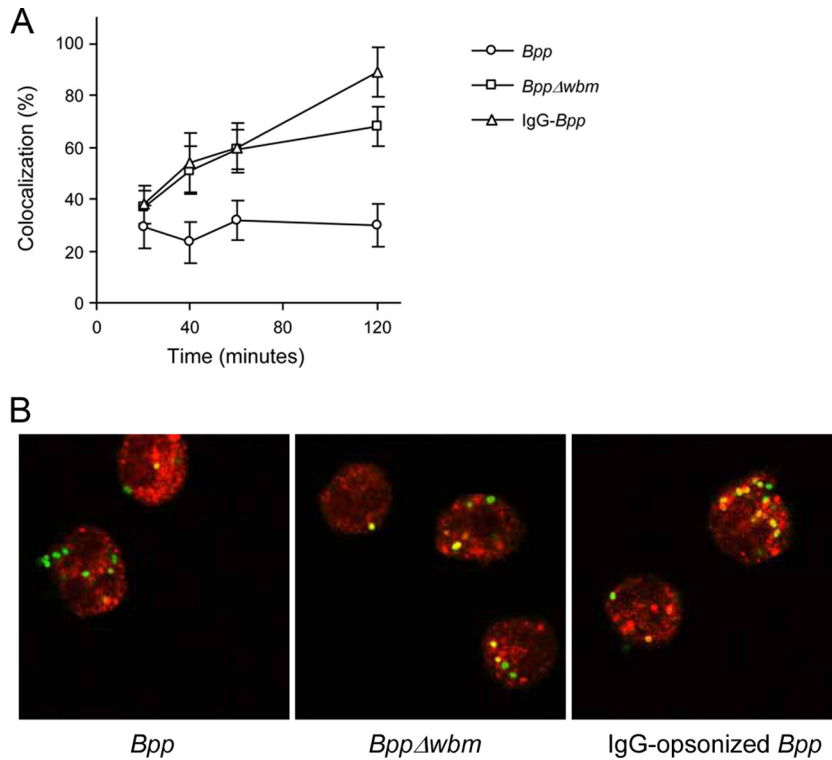 A
Colocalization (%)
100
80
60
40
20
0
0 40 80 120
Time (minutes)
Bpp
BppΔwbm
IgG-Bpp
B
Bpp BppΔwbm IgG-opsonized Bpp